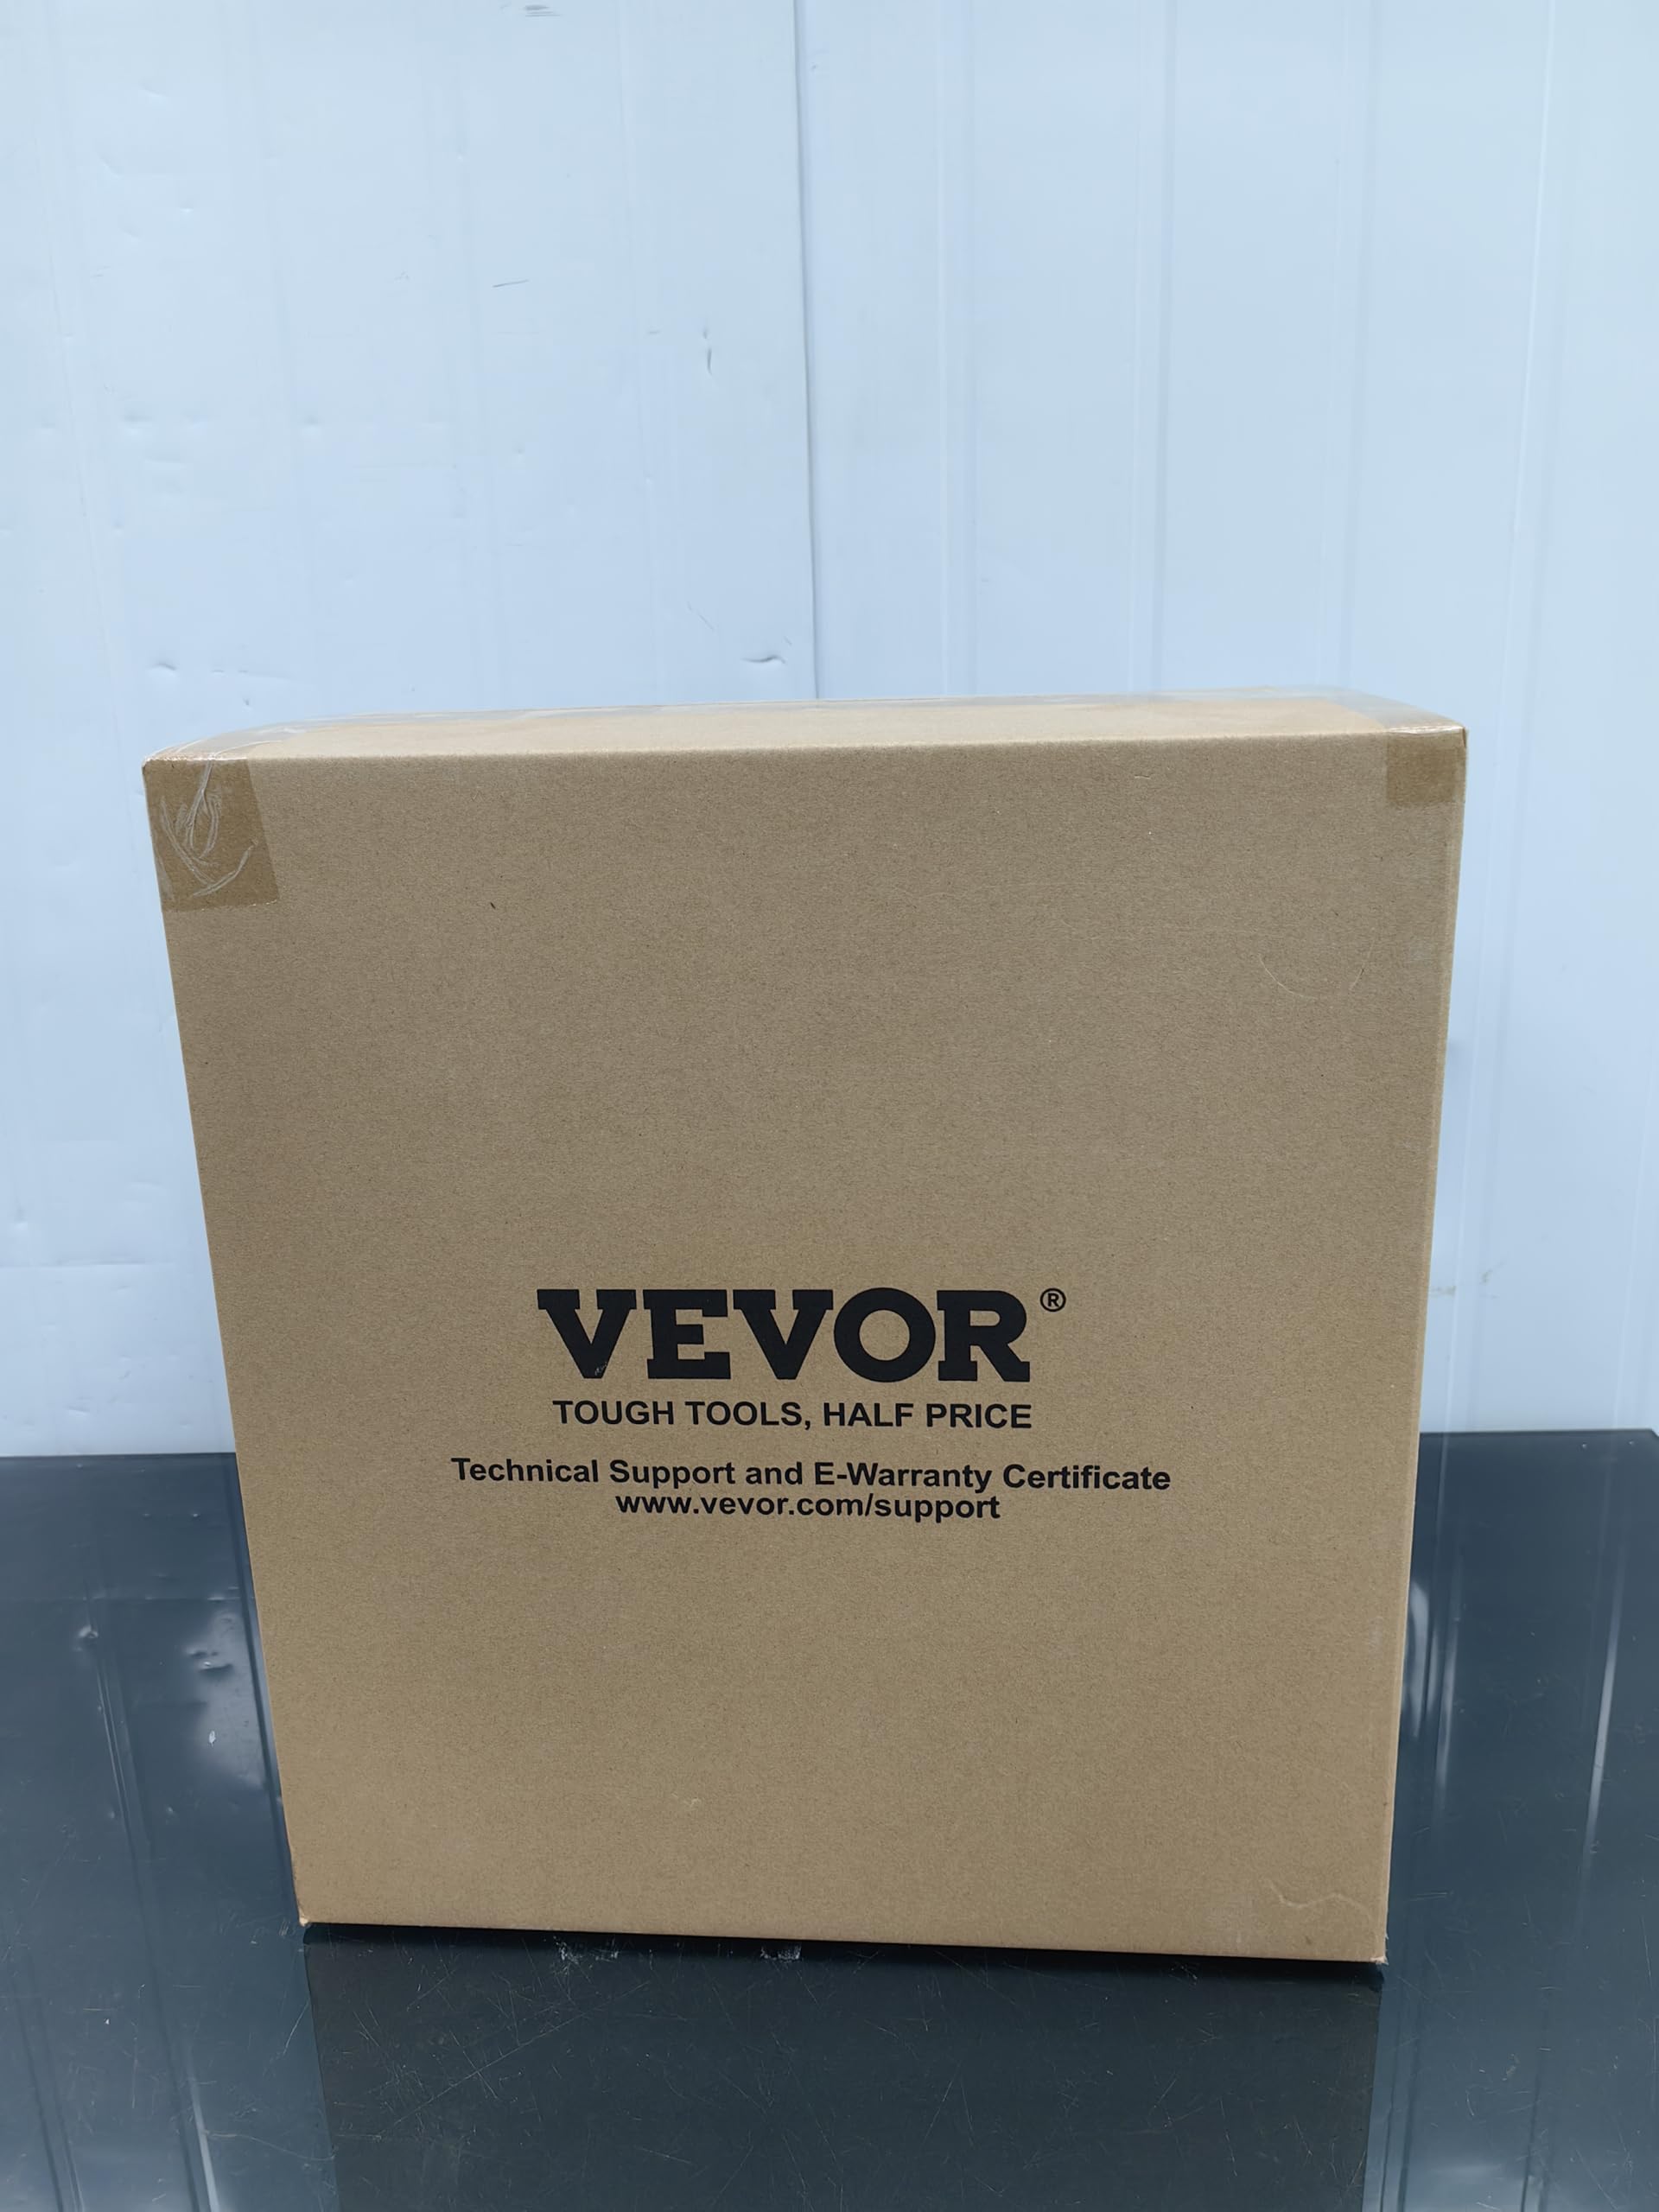 VEVOR®
TOUGH TOOLS, HALF PRICE
Technical Support and E-Warranty Certificate
www.vevor.com/support